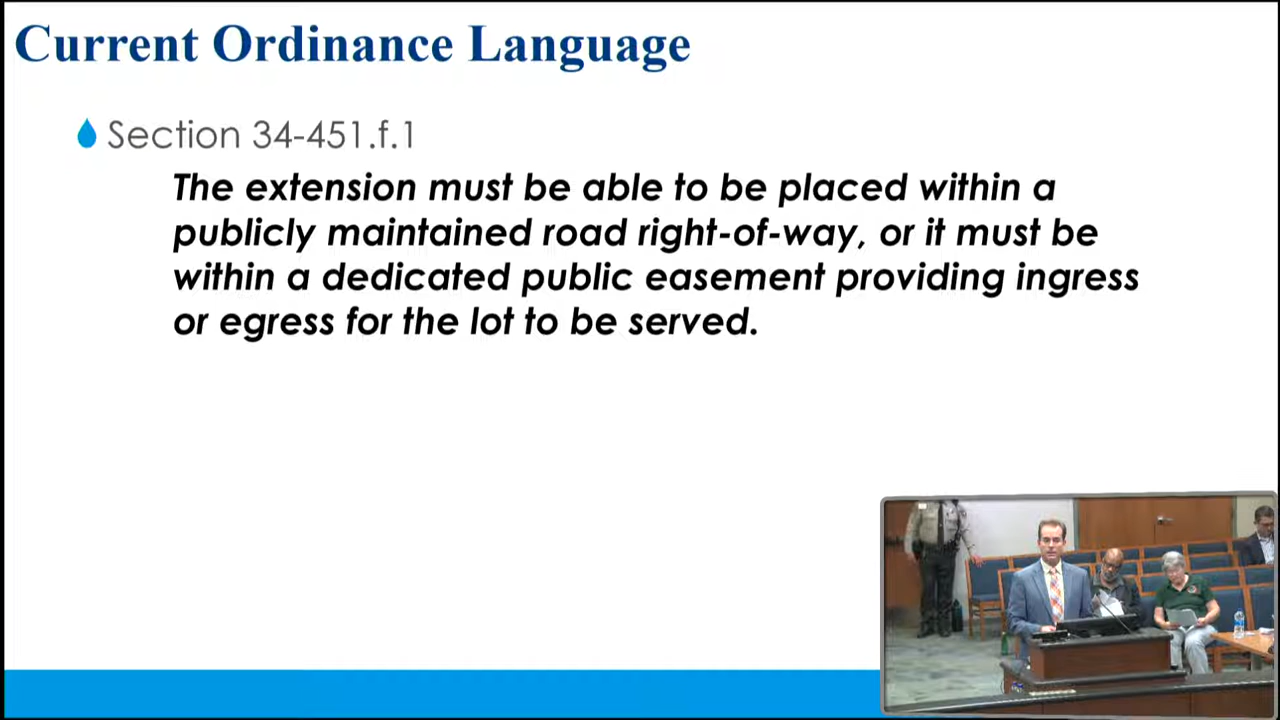 Current Ordinance Language
Section 34-451.f.1
The extension must be able to be placed within a
publicly maintained road right-of-way, or it must be
within a dedicated public easement providing ingress
or egress for the lot to be served.